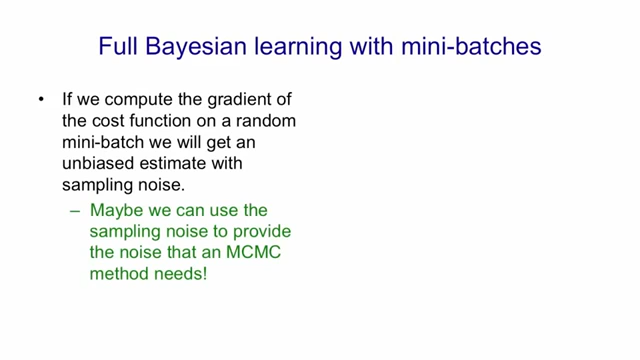 Full Bayesian learning with mini-batches
• If we compute the gradient of
the cost function on a random
mini-batch we will get an
unbiased estimate with
sampling noise.
– Maybe we can use the
sampling noise to provide
the noise that an MCMC
method needs!